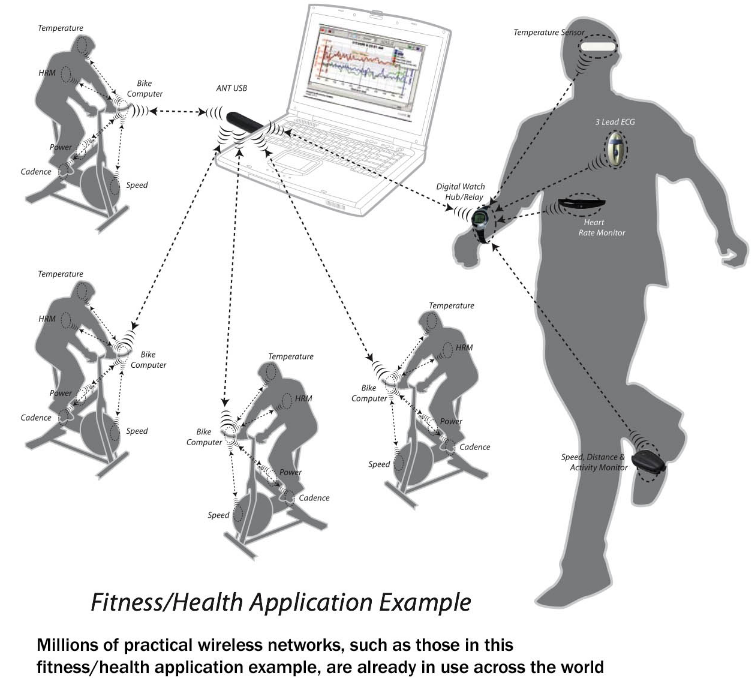 Temperature
HRM
Bike
Computer
Power
Cadence
Speed
ANT USB
Temperature Sensor
3 Lead ECG
Digital Watch
Hub/Relay
Heart
Rate Monitor
Temperature
HRM
Bike
Computer
Power
Cadence
Speed
Temperature
HRM
Bike
Computer
Power
Cadence
Speed
Temperature
HRM
Bike
Computer
Power
Cadence
Speed
Speed, Distance &
Activity Monitor
Fitness/Health Application Example
Millions of practical wireless networks, such as those in this
fitness/health application example, are already in use across the world